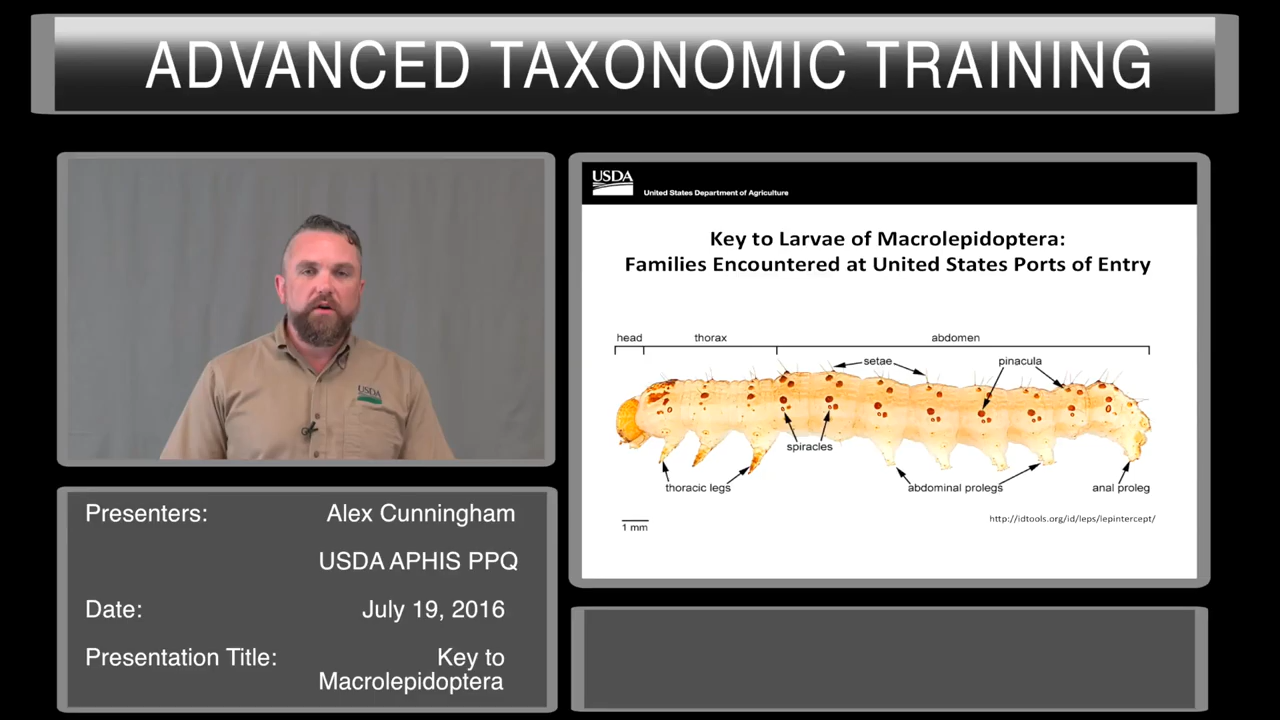 ADVANCED TAXONOMIC TRAINING
USDA
USDA
United States Department of Agriculture
Key to Larvae of Macrolepidoptera:
Families Encountered at United States Ports of Entry
head
thorax
abdomen
setae
pinacula
spiracles
thoracic legs
abdominal prolegs
anal proleg
1 mm
http://idtools.org/id/leps/lepintercept/
Presenters: Alex Cunningham
USDA APHIS PPQ
Date: July 19, 2016
Presentation Title: Key to
Macrolepidoptera